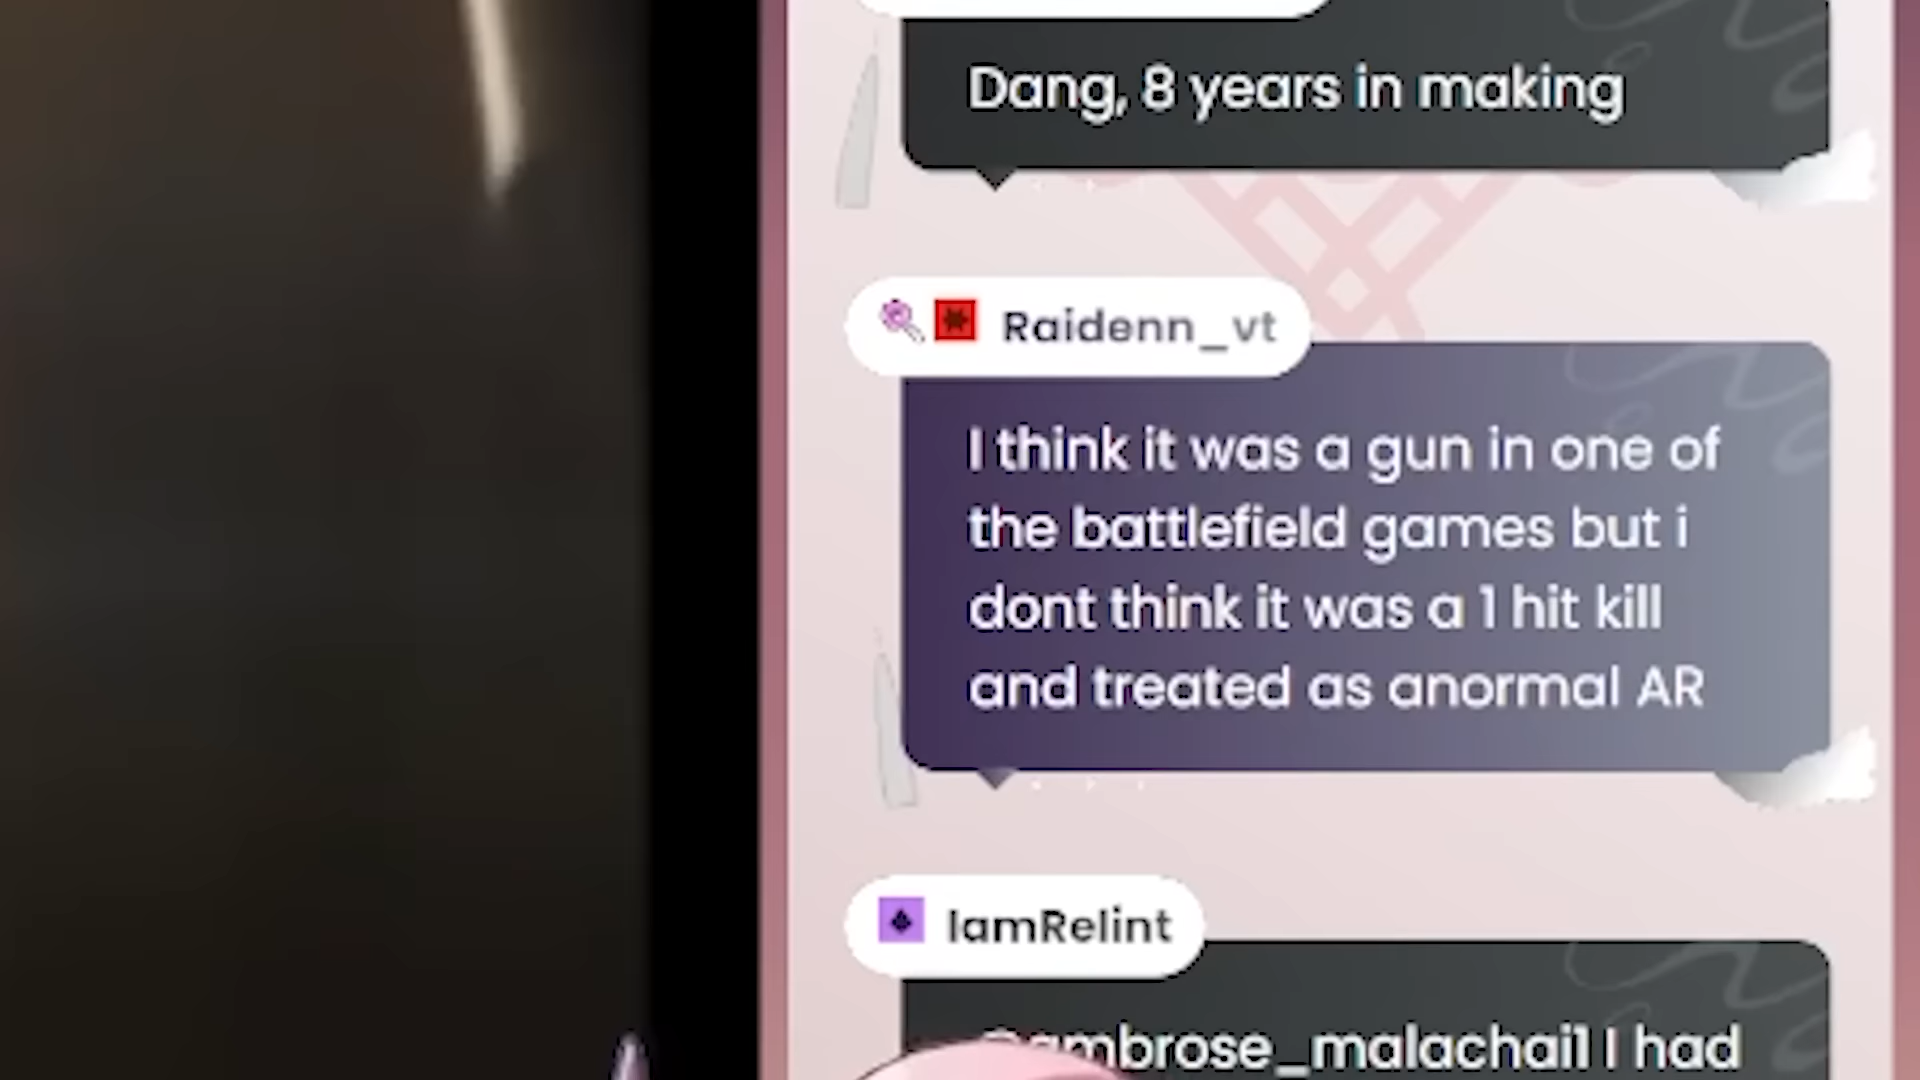 Dang, 8 years in making
Raidenn_vt
I think it was a gun in one of
the battlefield games but i
dont think it was a 1 hit kill
and treated as anormal AR
IamRelint
@ambrose_malachai1 I had